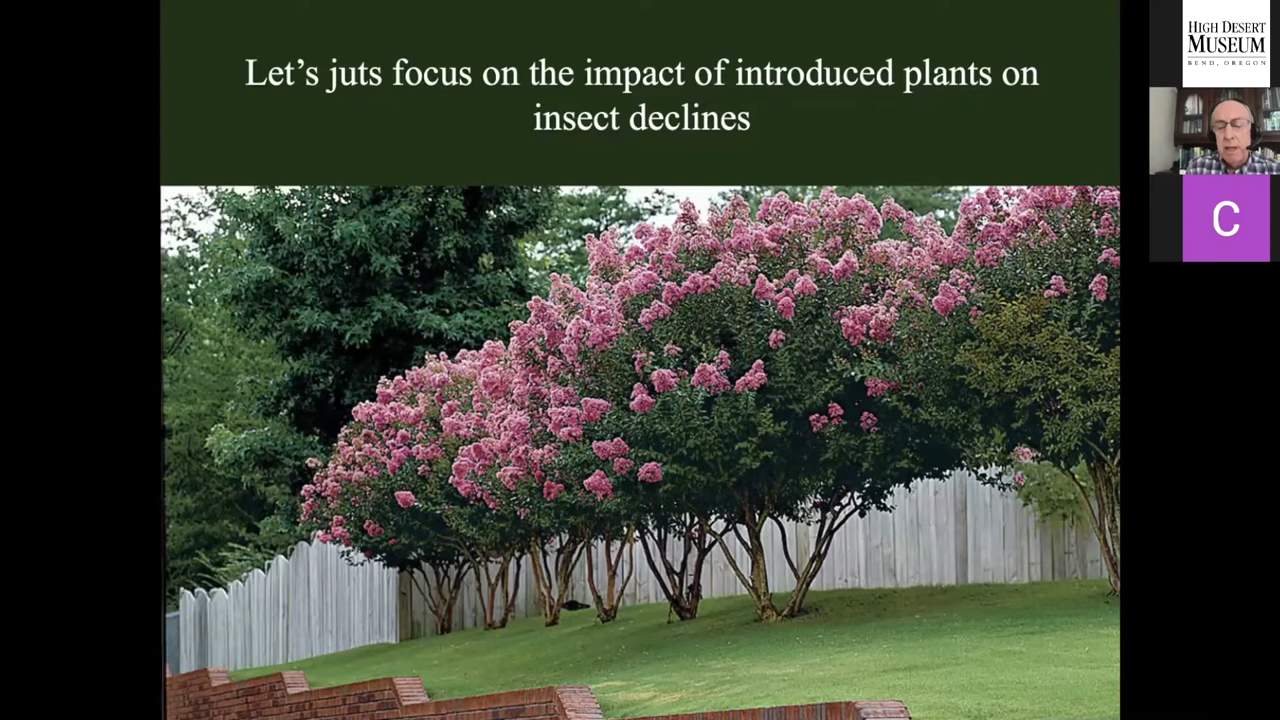 Let's juts focus on the impact of introduced plants on
insect declines
HIGH DESERT
MUSEUM
BEND, OREGON
C